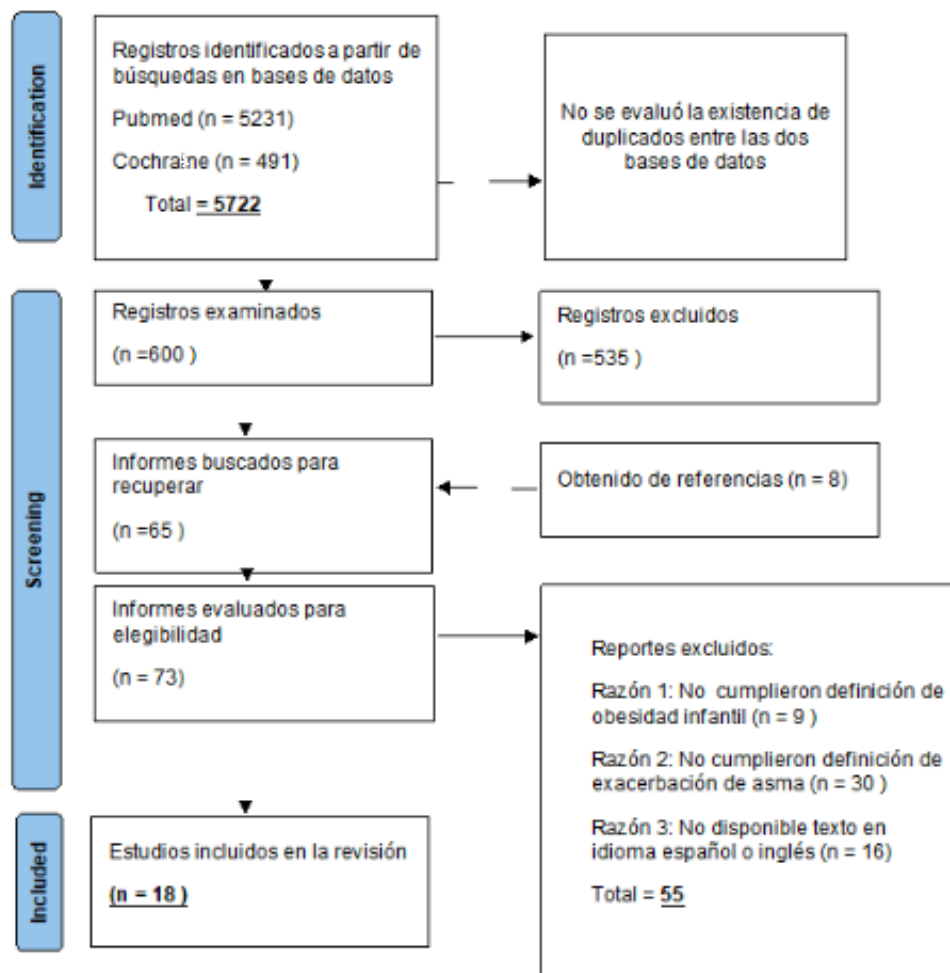 Identification
Registros identificados a partir de
búsquedas en bases de datos
Pubmed (n = 5231)
Cochraine (n = 491)
Total = 5722
No se evaluó la existencia de
duplicados entre las dos
bases de datos
Screening
Registros examinados
(n =600 )
Registros excluidos
(n =535)
Informes buscados para
recuperar
(n =65 )
Obtenido de referencias (n = 8)
Informes evaluados para
elegibilidad
(n = 73)
Reportes excluidos:
Razón 1: No cumplieron definición de
obesidad infantil (n = 9 )
Razón 2: No cumplieron definición de
exacerbación de asma (n = 30 )
Razón 3: No disponible texto en
idioma español o inglés (n = 16)
Total = 55
Included
Estudios incluidos en la revisión
(n = 18 )